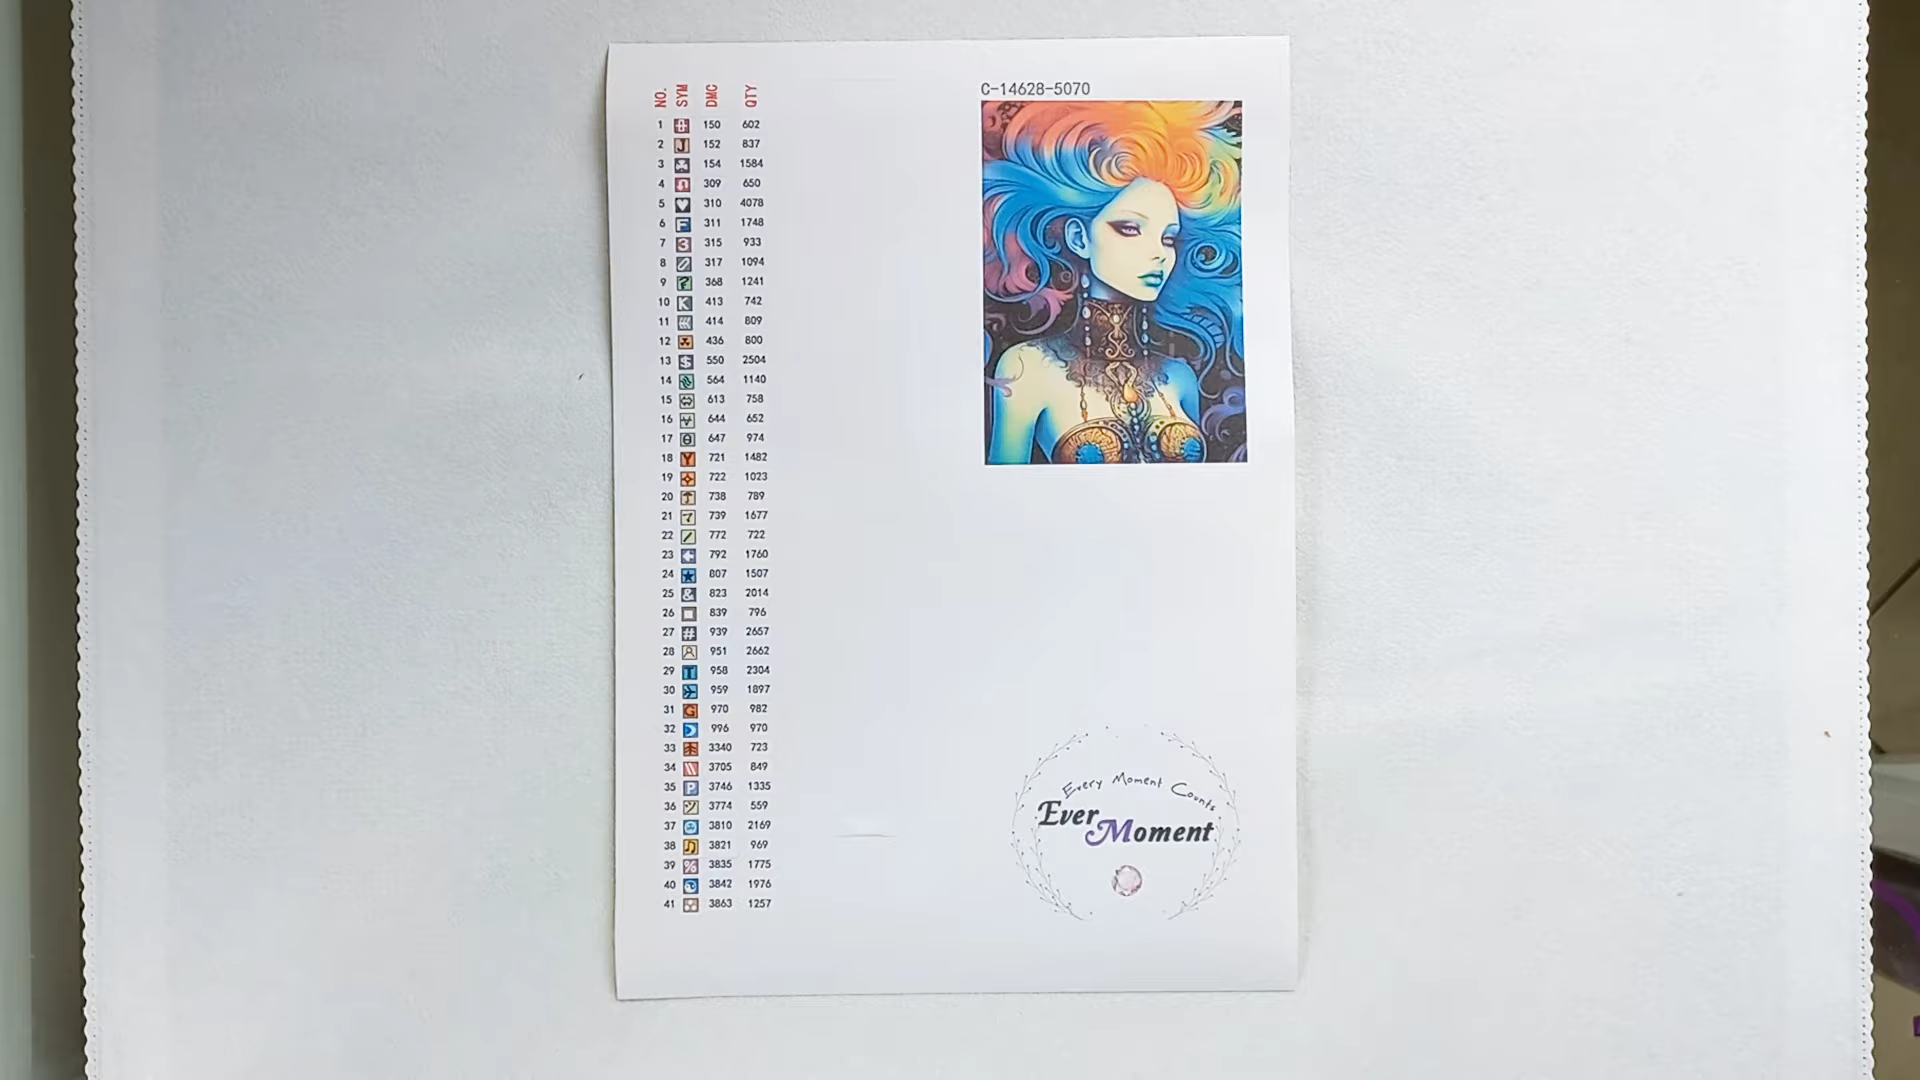 NO. SYM DMC QTY
1 150 602
2 J 152 837
3 154 1584
4 309 650
5 310 4078
6 F 311 1748
7 3 315 933
8 317 1094
9 ? 368 1241
10 K 413 742
11 414 809
12 436 800
13 $ 550 2504
14 564 1140
15 613 758
16 644 652
17 647 974
18 Y 721 1482
19 722 1023
20 738 789
21 739 1677
22 772 722
23 792 1760
24 807 1507
25 & 823 2014
26 839 796
27 # 939 2657
28 951 2662
29 T 958 2304
30 959 1897
31 G 970 982
32 996 970
33 3340 723
34 3705 849
35 P 3746 1335
36 3774 559
37 3810 2169
38 3821 969
39 % 3835 1775
40 3842 1976
41 3863 1257
C-14628-5070
Every Moment Counts
Ever
Moment